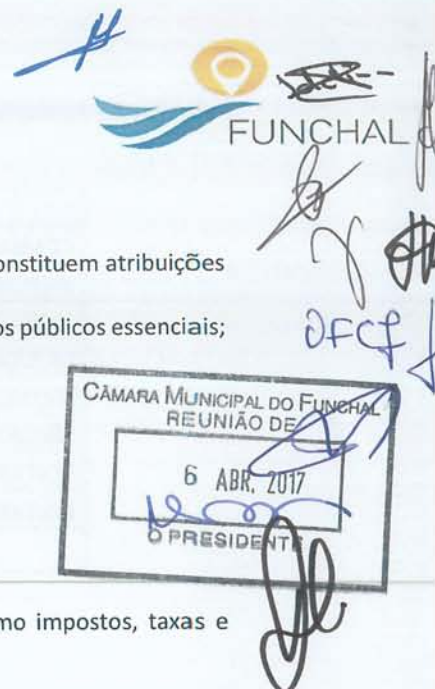 FUNCHAL
onstituem atribuições
os públicos essenciais;
OFCF
CÂMARA MUNICIPAL DO FUNCHAL
REUNIÃO DE
6 ABR. 2017
O PRESIDENTE
mo impostos, taxas e